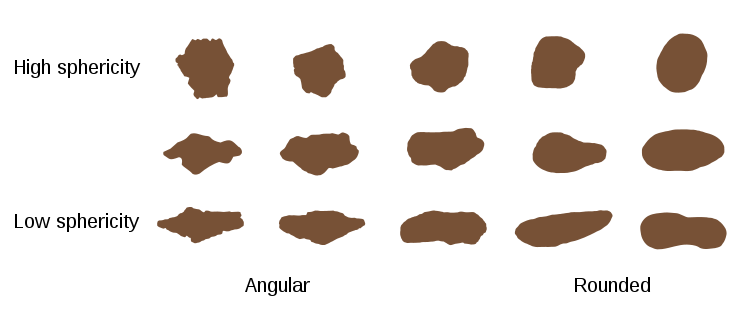 High sphericity
Low sphericity
Angular
Rounded